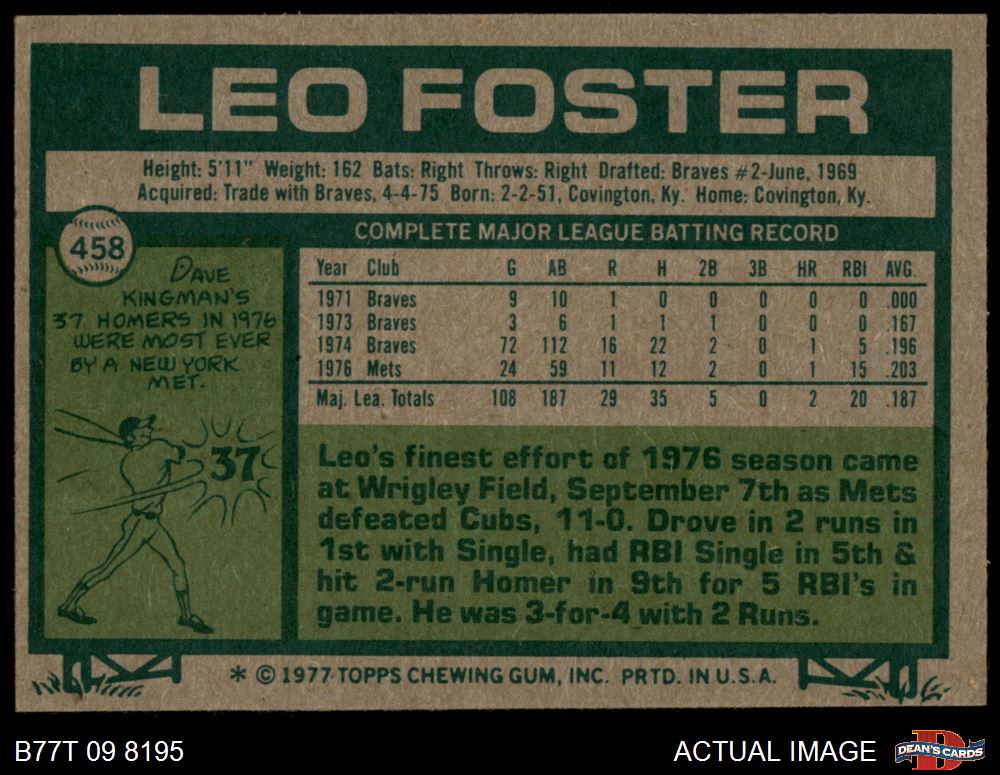 LEO FOSTER
Height: 5'11" Weight: 162 Bats: Right Throws: Right Drafted: Braves #2-June, 1969
Acquired: Trade with Braves, 4-4-75 Born: 2-2-51, Covington, Ky. Home: Covington, Ky.
458
DAVE
KINGMAN'S
37 HOMERS IN 1976
WERE MOST EVER
BY A NEW YORK
MET.
37
COMPLETE MAJOR LEAGUE BATTING RECORD
Year Club G AB R H 2B 3B HR RBI AVG.
1971 Braves 9 10 1 0 0 0 0 0 .000
1973 Braves 3 6 1 1 1 0 0 0 .167
1974 Braves 72 112 16 22 2 0 1 5 .196
1976 Mets 24 59 11 12 2 0 1 15 .203
Maj. Lea. Totals 108 187 29 35 5 0 2 20 .187
Leo's finest effort of 1976 season came
at Wrigley Field, September 7th as Mets
defeated Cubs, 11-0. Drove in 2 runs in
1st with Single, had RBI Single in 5th &
hit 2-run Homer in 9th for 5 RBI's in
game. He was 3-for-4 with 2 Runs.
* © 1977 TOPPS CHEWING GUM, INC. PRTD. IN U.S.A.
B77T 09 8195
ACTUAL IMAGE
D
DEAN'S CARDS